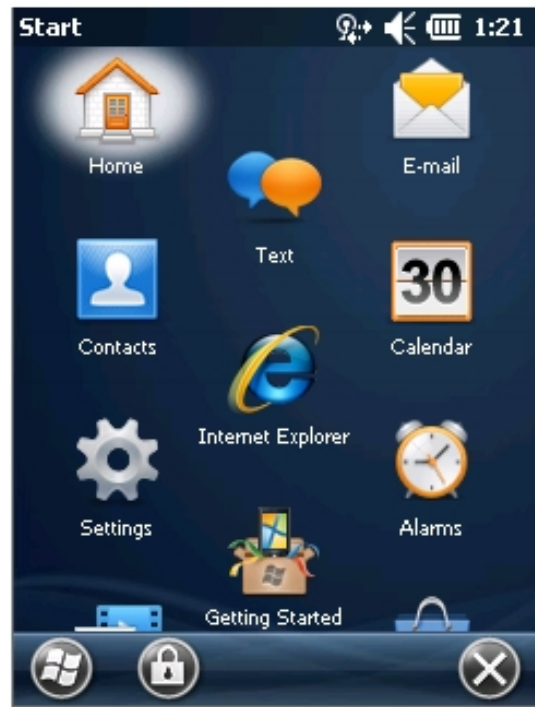 Start 1:21
Home
E-mail
Text
Contacts
30
Calendar
Internet Explorer
Settings
Alarms
Getting Started